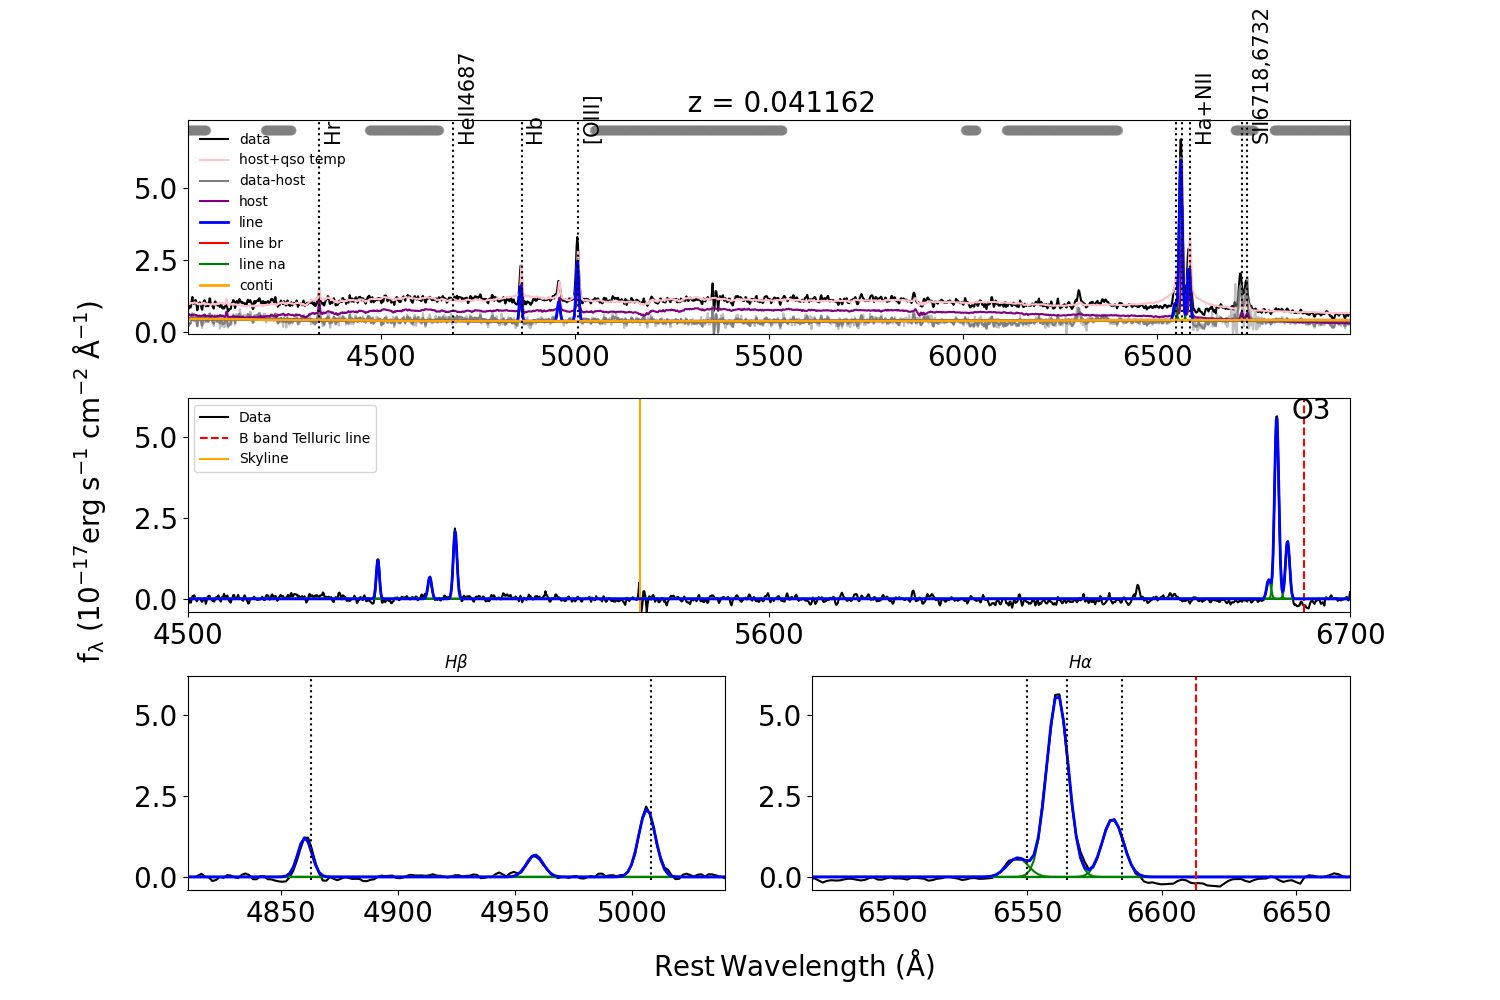 z = 0.041162
Hr
HeII4687
Hb
[OIII]
Ha+NII
SII6718,6732
data
host+qso temp
data-host
host
line
line br
line na
conti
5.0
2.5
0.0
4500 5000 5500 6000 6500
fλ (10⁻¹⁷erg s⁻¹ cm⁻² Å⁻¹)
Data
B band Telluric line
Skyline
O3
5.0
2.5
0.0
4500 5600 6700
Hβ
5.0
2.5
0.0
4850 4900 4950 5000
Hα
5.0
2.5
0.0
6500 6550 6600 6650
Rest Wavelength (Å)